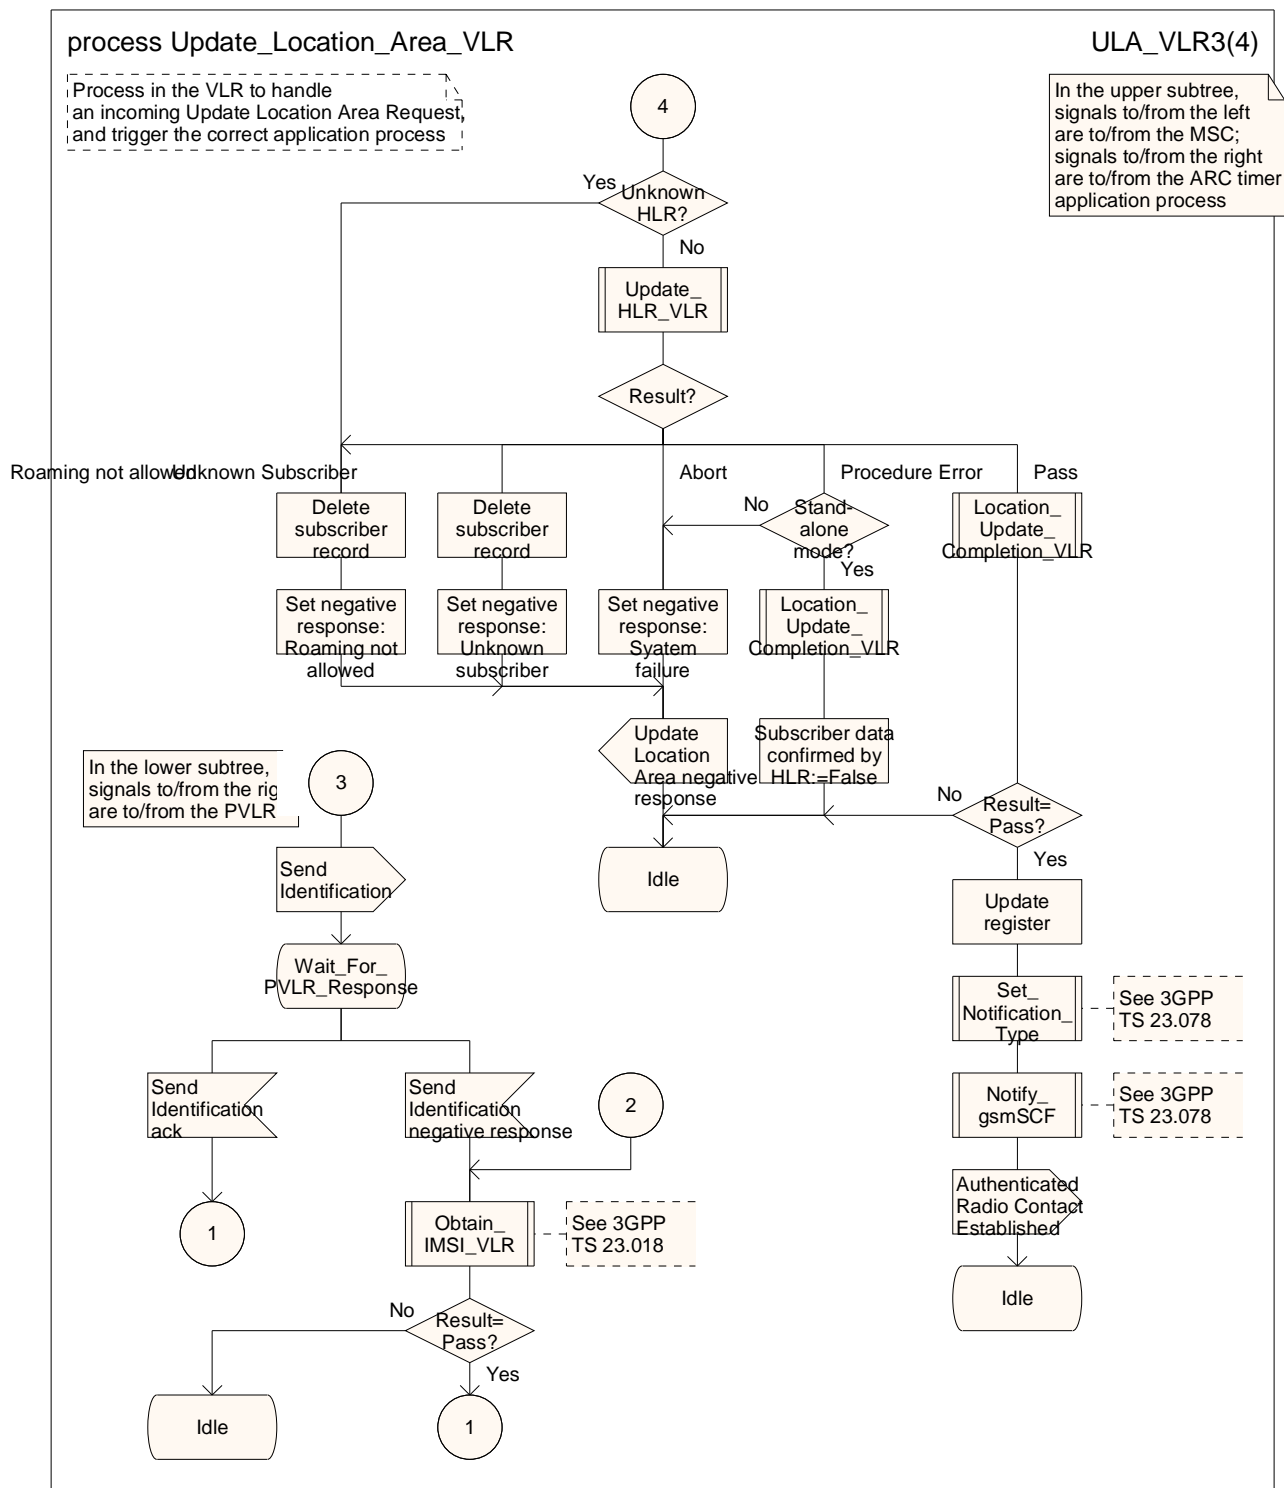 process Update_Location_Area_VLR
ULA_VLR3(4)
Process in the VLR to handle
an incoming Update Location Area Request,
and trigger the correct application process
4
In the upper subtree,
signals to/from the left
are to/from the MSC;
signals to/from the right
are to/from the ARC timer
application process
Yes
Unknown
HLR?
No
Update_
HLR_VLR
Result?
Roaming not allowed
Unknown Subscriber
Abort
Procedure Error
Pass
Delete
subscriber
record
Delete
subscriber
record
No
Stand-
alone
mode?
Yes
Location_
Update_
Completion_VLR
Set negative
response:
Roaming not
allowed
Set negative
response:
Unknown
subscriber
Set negative
response:
System
failure
Location_
Update_
Completion_VLR
Update
Location
Area negative
response
Subscriber data
confirmed by
HLR:=False
In the lower subtree,
signals to/from the rig
are to/from the PVLR
3
No
Result=
Pass?
Yes
Send
Identification
Idle
Update
register
Wait_For_
PVLR_Response
Set_
Notification_
Type
See 3GPP
TS 23.078
Send
Identification
ack
Send
Identification
negative response
2
Notify_
gsmSCF
See 3GPP
TS 23.078
1
Obtain_
IMSI_VLR
See 3GPP
TS 23.018
Authenticated
Radio Contact
Established
Idle
No
Result=
Pass?
Yes
Idle
1